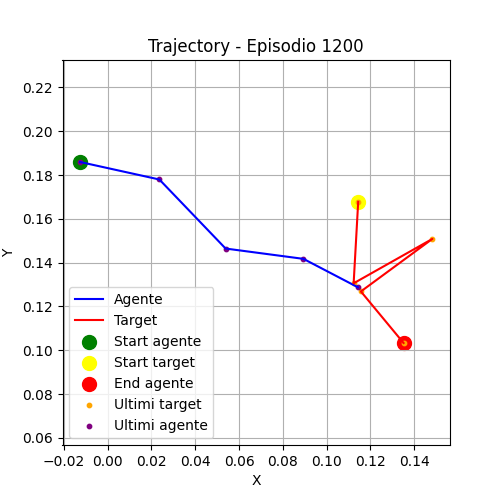 Trajectory - Episodio 1200
Y
0.22
0.20
0.18
0.16
0.14
0.12
0.10
0.08
0.06
Agente
Target
Start agente
Start target
End agente
Ultimi target
Ultimi agente
−0.02 0.00 0.02 0.04 0.06 0.08 0.10 0.12 0.14
X